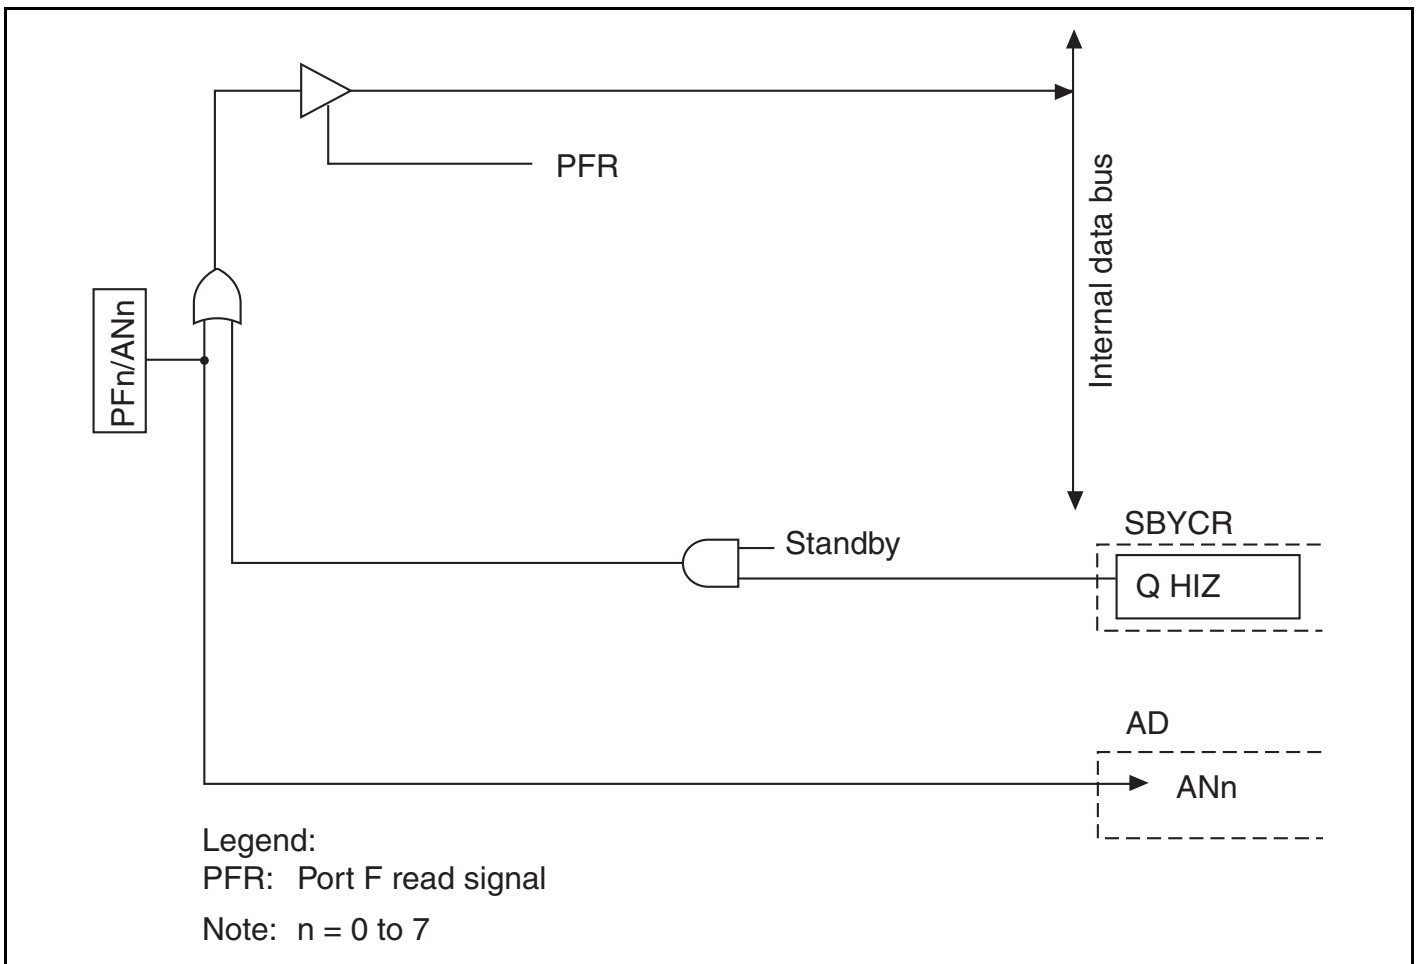 PFR
Internal data bus
PFn/ANn
Standby
SBYCR
Q HIZ
AD
ANn
Legend:
PFR: Port F read signal
Note: n = 0 to 7